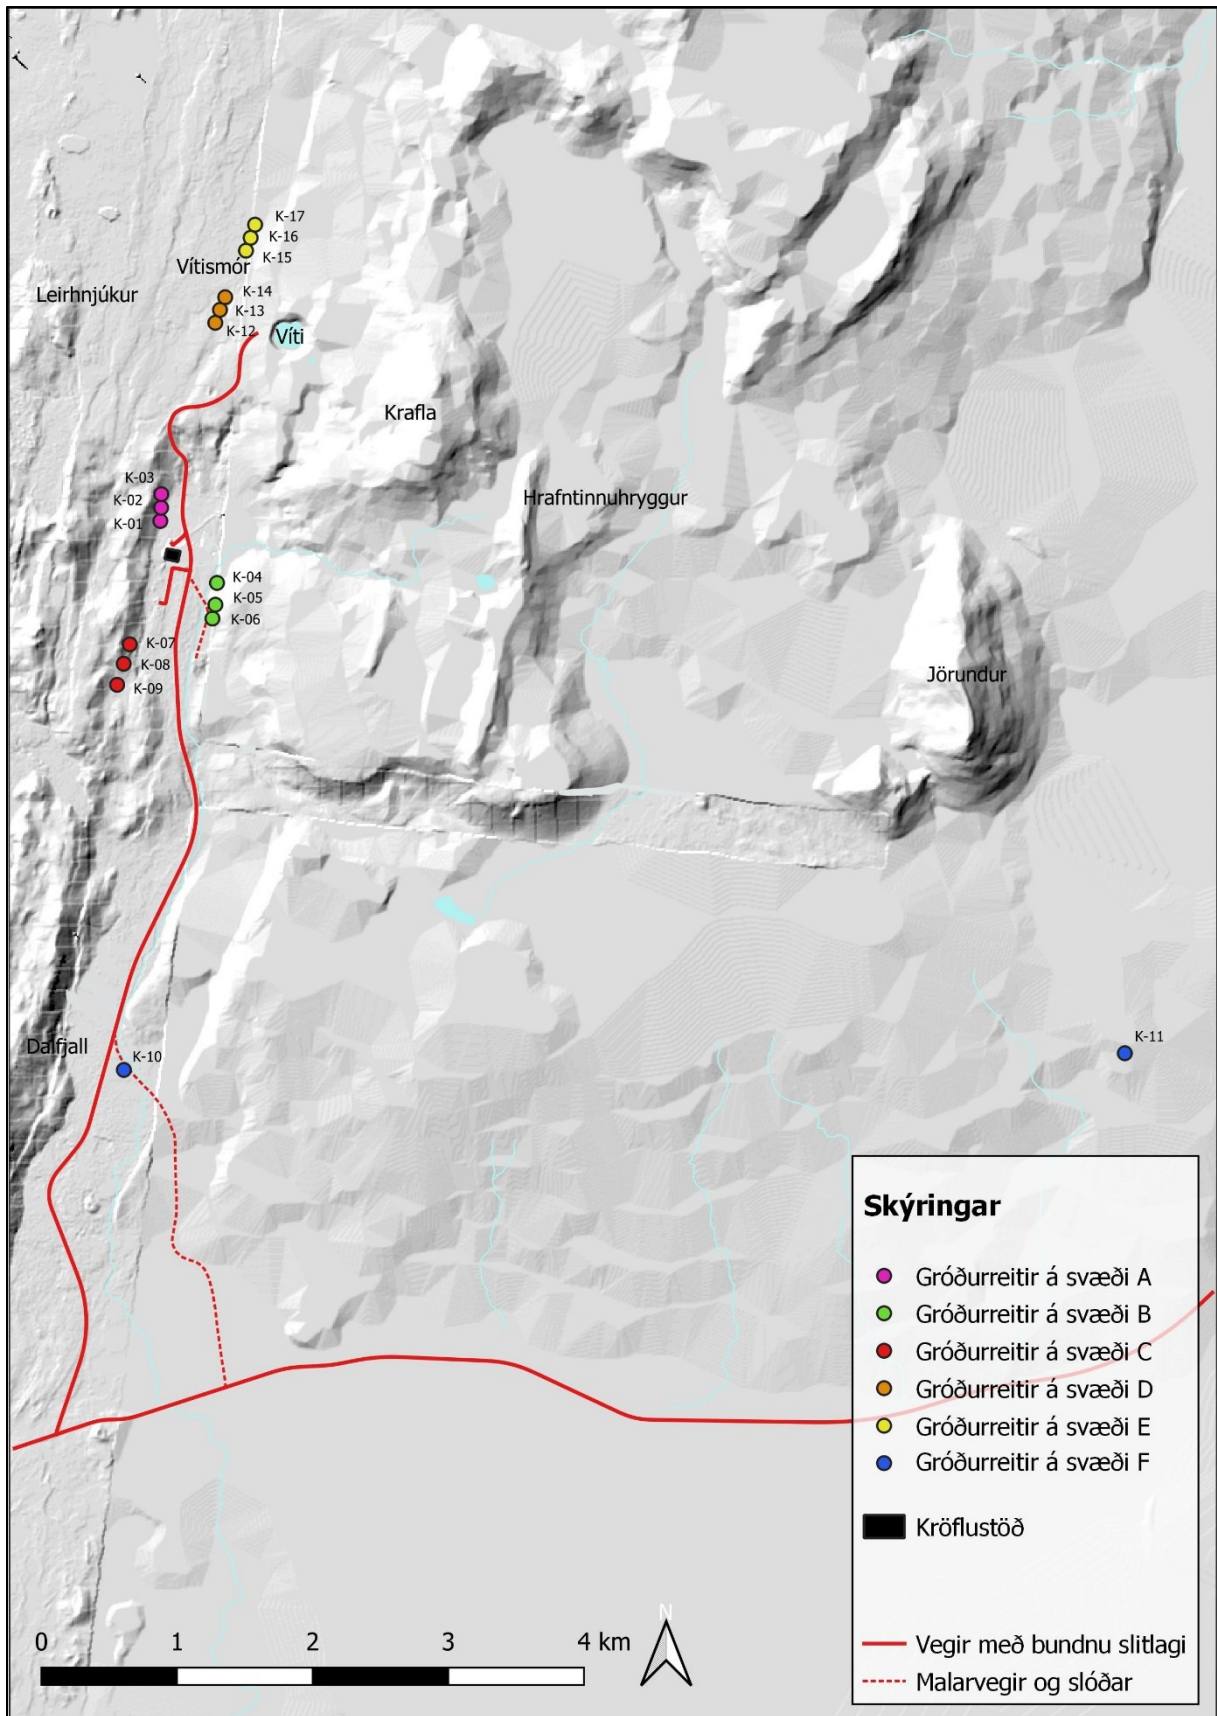 K-17
K-16
K-15
Vítismór
Leirhnjúkur
K-14
K-13
K-12
Víti
Krafla
K-03
K-02
K-01
Hrafntinnuhryggur
K-04
K-05
K-06
K-07
K-08
K-09
Jörundur
Dalfjall
K-10
K-11
Skýringar
Gróðurreitir á svæði A
Gróðurreitir á svæði B
Gróðurreitir á svæði C
Gróðurreitir á svæði D
Gróðurreitir á svæði E
Gróðurreitir á svæði F
Kröflustöð
Vegir með bundnu slitlagi
Malarvegir og slóðar
0 1 2 3 4 km
N